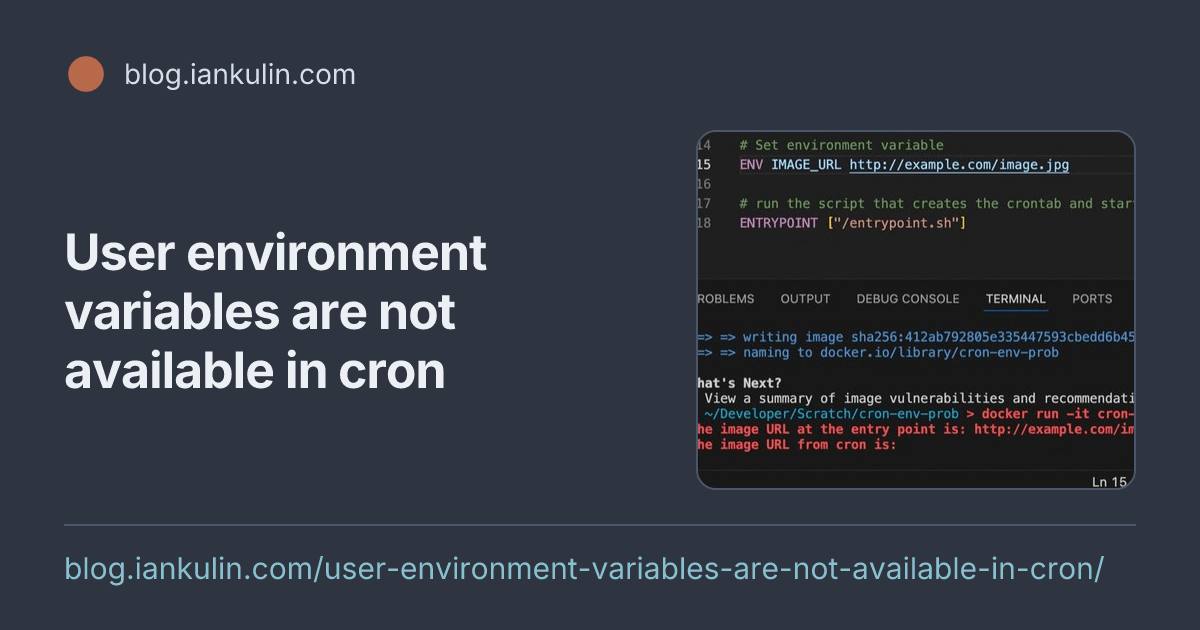 blog.iankulin.com
User environment
variables are not
available in cron
14 # Set environment variable
15 ENV IMAGE_URL http://example.com/image.jpg
16
17 # run the script that creates the crontab and star
18 ENTRYPOINT ["/entrypoint.sh"]
ROBLEMS OUTPUT DEBUG CONSOLE TERMINAL PORTS
=> => writing image sha256:412ab792805e335447593cbedd6b45
=> => naming to docker.io/library/cron-env-prob
hat's Next?
View a summary of image vulnerabilities and recommendati
~/Developer/Scratch/cron-env-prob > docker run -it cron-
he image URL at the entry point is: http://example.com/im
he image URL from cron is:
Ln 15
blog.iankulin.com/user-environment-variables-are-not-available-in-cron/